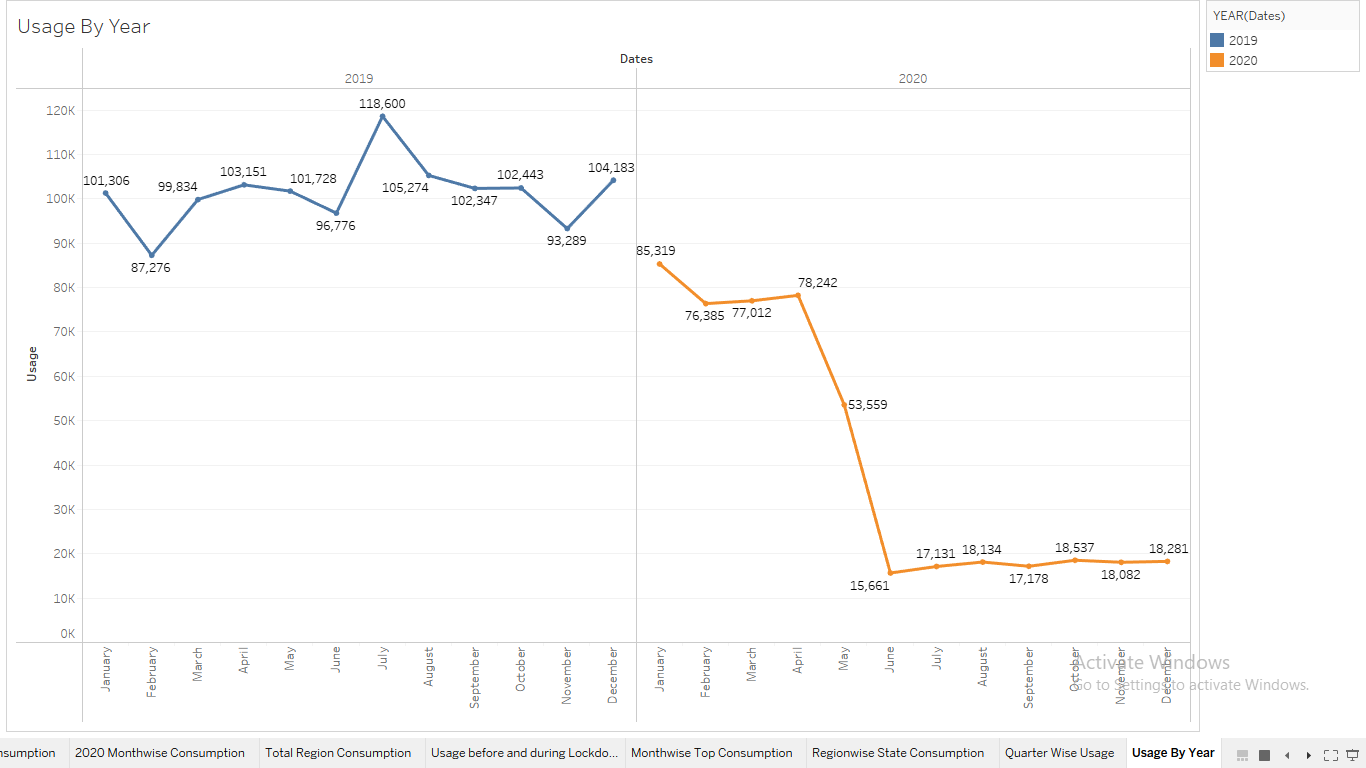 Usage By Year
YEAR(Dates)
2019
2020
Dates
2019
2020
Usage
120K
110K
100K
90K
80K
70K
60K
50K
40K
30K
20K
10K
0K
101,306
87,276
99,834
103,151
101,728
96,776
118,600
105,274
102,347
102,443
93,289
104,183
85,319
76,385
77,012
78,242
53,559
15,661
17,131
18,134
17,178
18,537
18,082
18,281
January
February
March
April
May
June
July
August
September
October
November
December
January
February
March
April
May
June
July
August
September
October
November
December
Activate Windows
Go to Settings to activate Windows.
nsumption
2020 Monthwise Consumption
Total Region Consumption
Usage before and during Lockdo...
Monthwise Top Consumption
Regionwise State Consumption
Quarter Wise Usage
Usage By Year